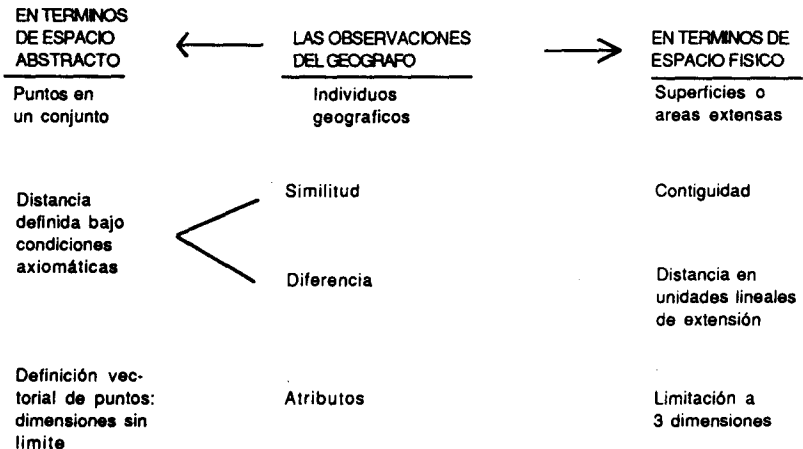 EN TERMINOS
DE ESPACIO
ABSTRACTO
LAS OBSERVACIONES
DEL GEOGRAFO
EN TERMINOS DE
ESPACIO FISICO
Puntos en
un conjunto
Individuos
geograficos
Superficies o
areas extensas
Distancia
definida bajo
condiciones
axiomáticas
Similitud
Contiguidad
Diferencia
Distancia en
unidades lineales
de extensión
Definición vec-
torial de puntos:
dimensiones sin
limite
Atributos
Limitación a
3 dimensiones